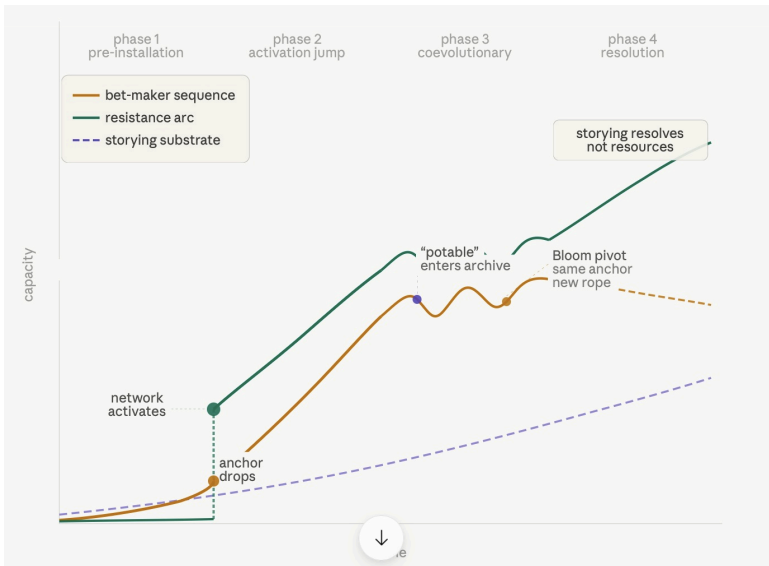 phase 1
pre-installation
phase 2
activation jump
phase 3
coevolutionary
phase 4
resolution
bet-maker sequence
resistance arc
storying substrate
storying resolves
not resources
capacity
"potable"
enters archive
Bloom pivot
same anchor
new rope
network
activates
anchor
drops